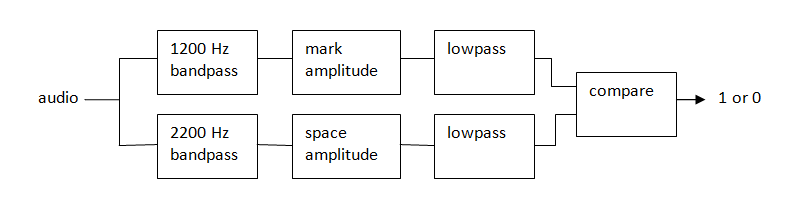 audio
1200 Hz
bandpass
mark
amplitude
lowpass
2200 Hz
bandpass
space
amplitude
lowpass
compare
1 or 0